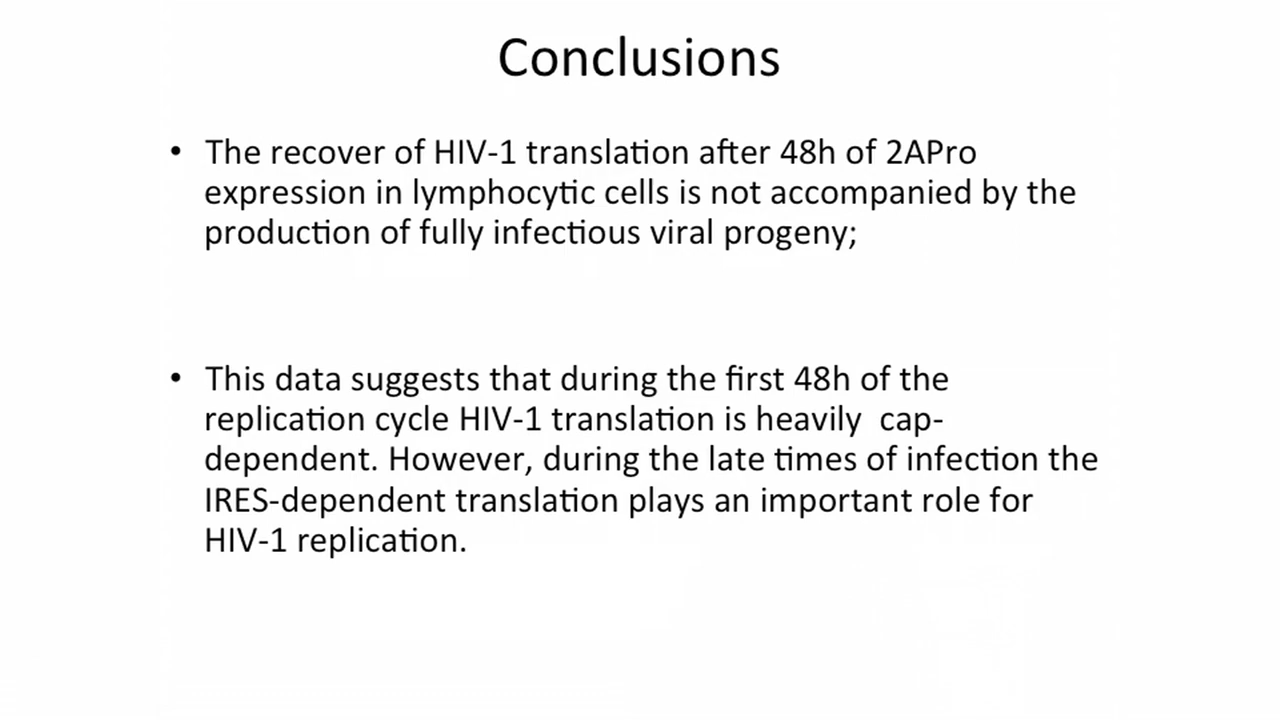 Conclusions
• The recover of HIV-1 translation after 48h of 2APro
expression in lymphocytic cells is not accompanied by the
production of fully infectious viral progeny;
• This data suggests that during the first 48h of the
replication cycle HIV-1 translation is heavily  cap-
dependent. However, during the late times of infection the
IRES-dependent translation plays an important role for
HIV-1 replication.